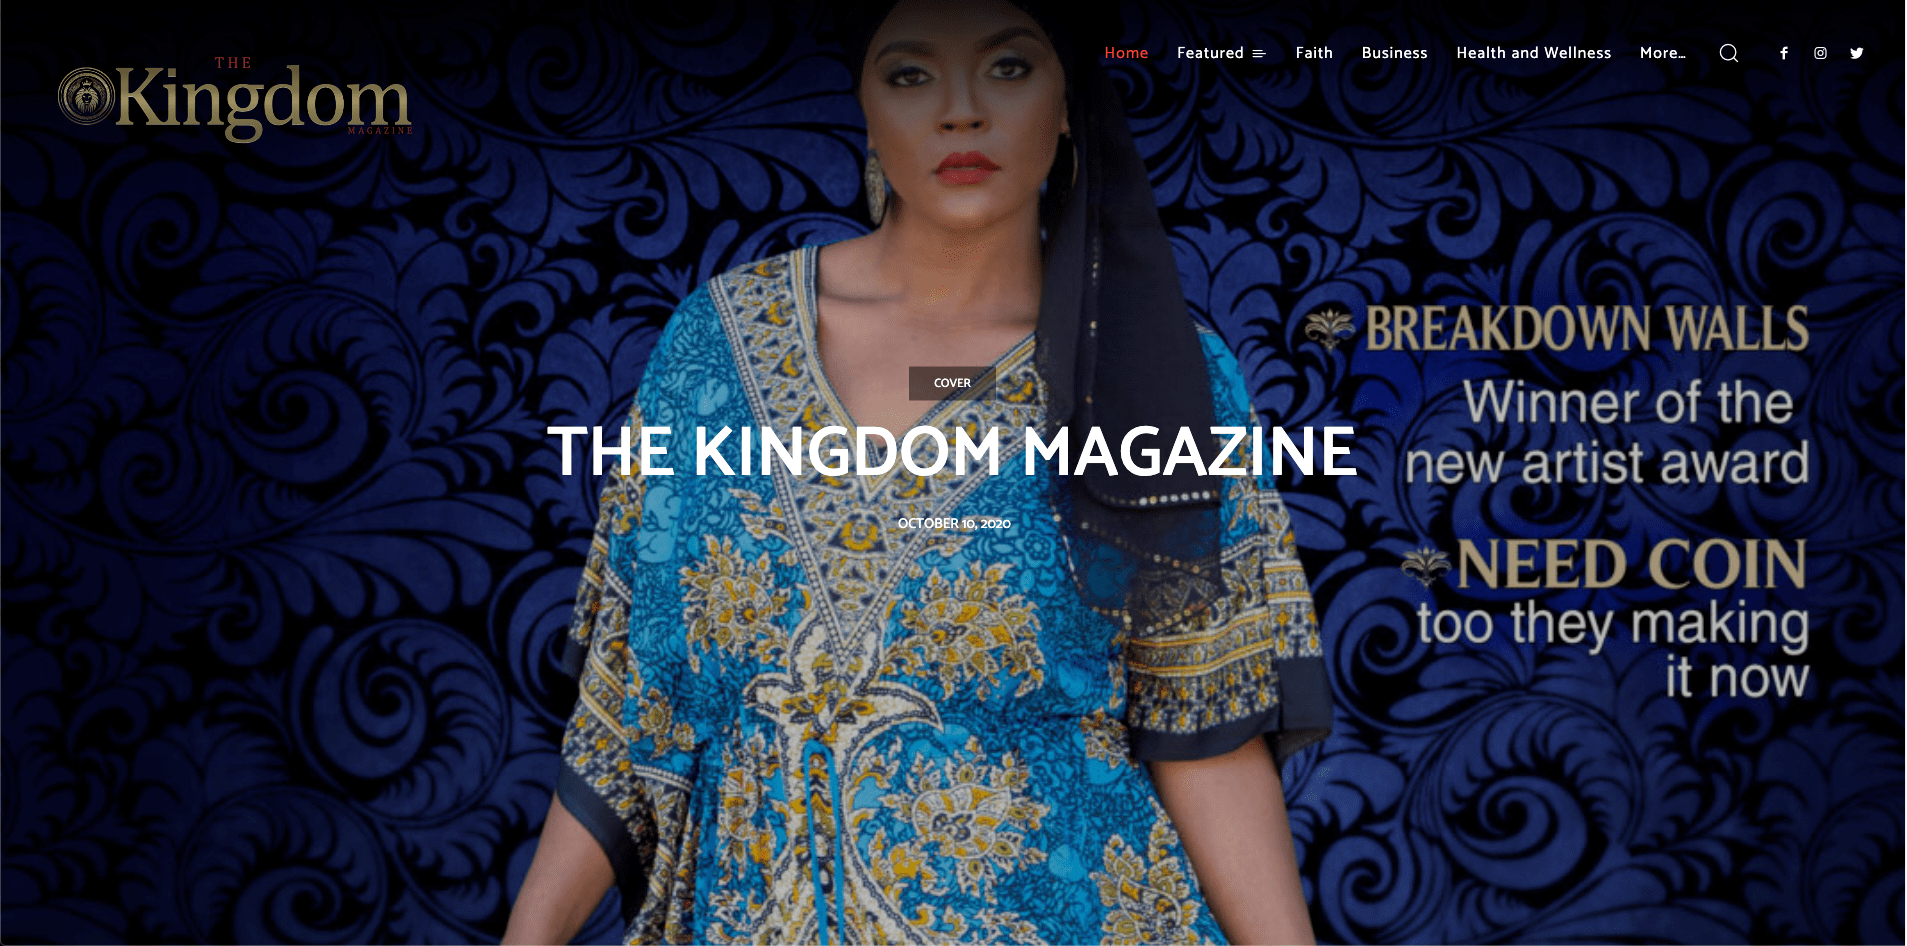 THE
Kingdom
MAGAZINE
Home Featured Faith Business Health and Wellness More...
COVER
THE KINGDOM MAGAZINE
OCTOBER 10, 2020
BREAKDOWN WALLS
Winner of the
new artist award
NEED COIN
too they making
it now